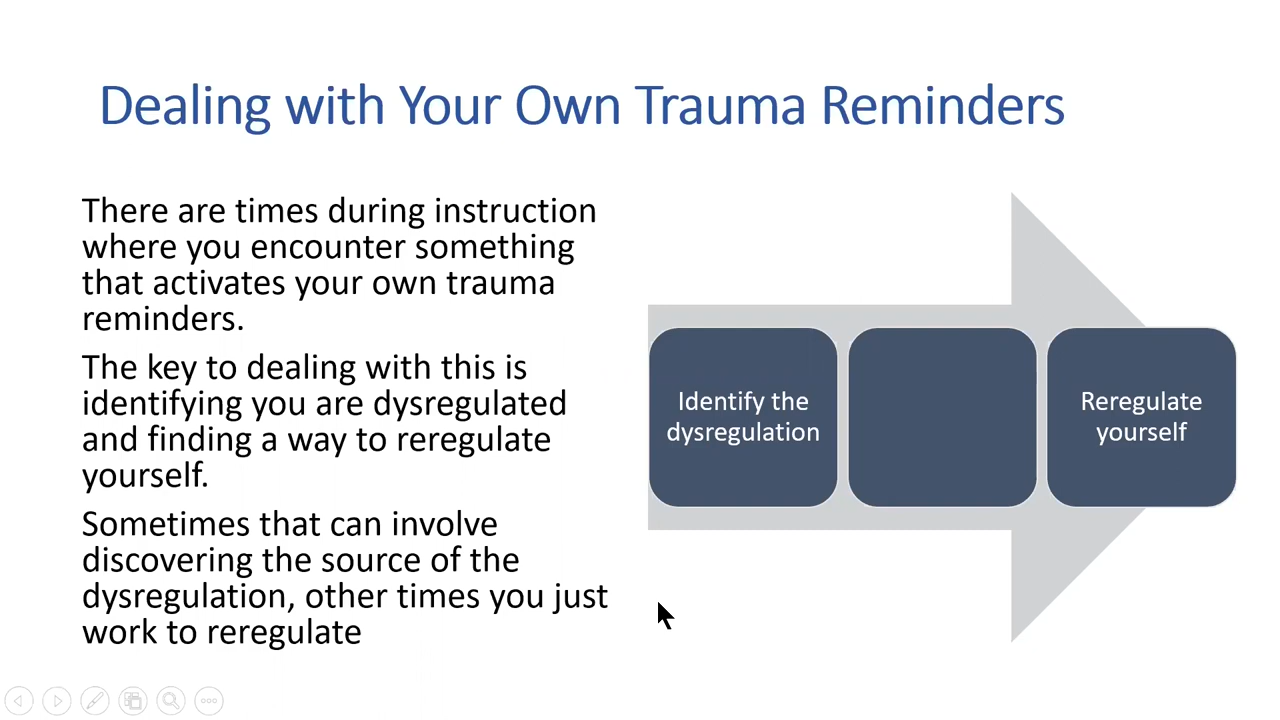 Dealing with Your Own Trauma Reminders
There are times during instruction
where you encounter something
that activates your own trauma
reminders.
The key to dealing with this is
identifying you are dysregulated
and finding a way to reregulate
yourself.
Sometimes that can involve
discovering the source of the
dysregulation, other times you just
work to reregulate
Identify the
dysregulation
Reregulate
yourself